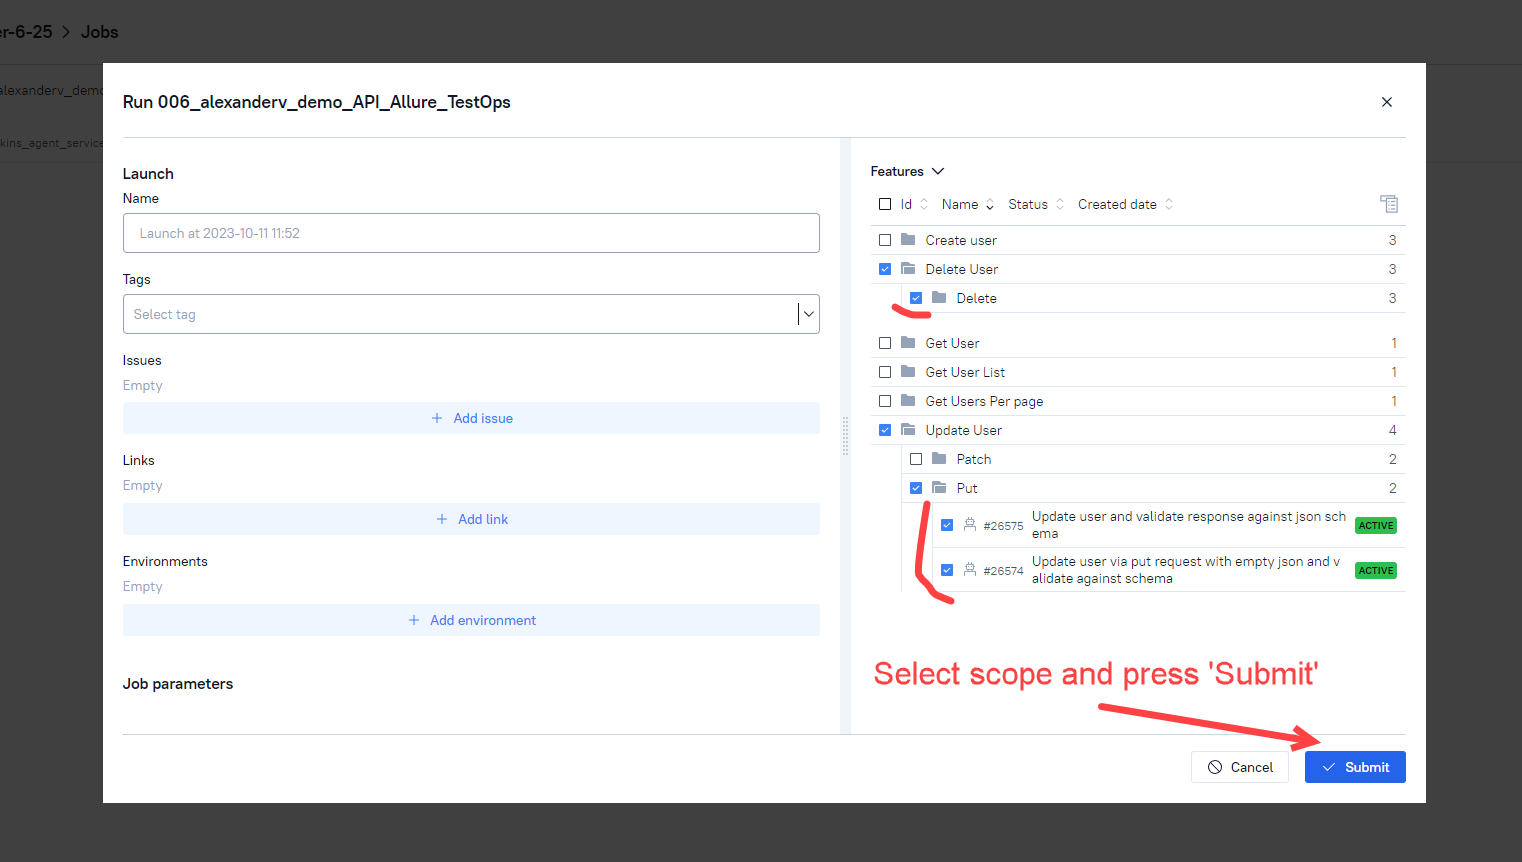 er-6-25 > Jobs
alexanderv_demo
kins_agent_service
Run 006_alexanderv_demo_API_Allure_TestOps
Launch
Name
Launch at 2023-10-11 11:52
Tags
Select tag
Issues
Empty
+ Add issue
Links
Empty
+ Add link
Environments
Empty
+ Add environment
Job parameters
Features
Id Name Status Created date
Create user 3
Delete User 3
Delete 3
Get User 1
Get User List 1
Get Users Per page 1
Update User 4
Patch 2
Put 2
#26575 Update user and validate response against json sch
ema ACTIVE
#26574 Update user via put request with empty json and v
alidate against schema ACTIVE
Select scope and press 'Submit'
Cancel Submit